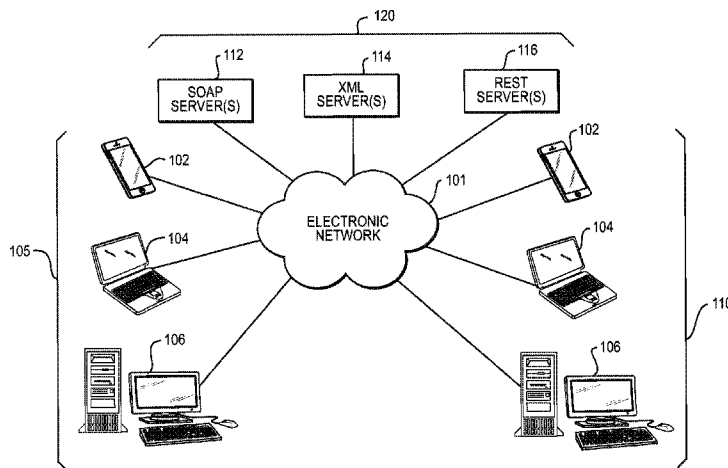 120
112
114
116
SOAP
SERVER(S)
XML
SERVER(S)
REST
SERVER(S)
102
102
101
ELECTRONIC
NETWORK
104
104
105
110
106
106